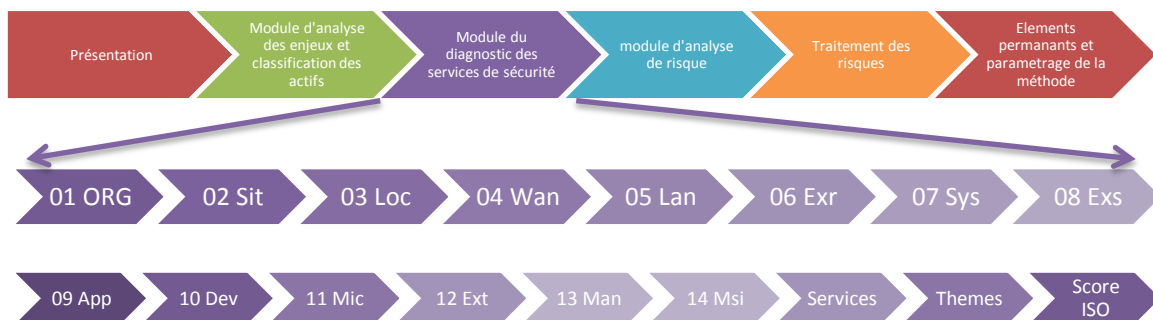 Présentation
Module d'analyse
des enjeux et
classification des
actifs
Module du
diagnostic des
services de sécurité
module d'analyse
de risque
Traitement des
risques
Elements
permanants et
parametrage de la
méthode
01 ORG
02 Sit
03 Loc
04 Wan
05 Lan
06 Exr
07 Sys
08 Exs
09 App
10 Dev
11 Mic
12 Ext
13 Man
14 Msi
Services
Themes
Score
ISO